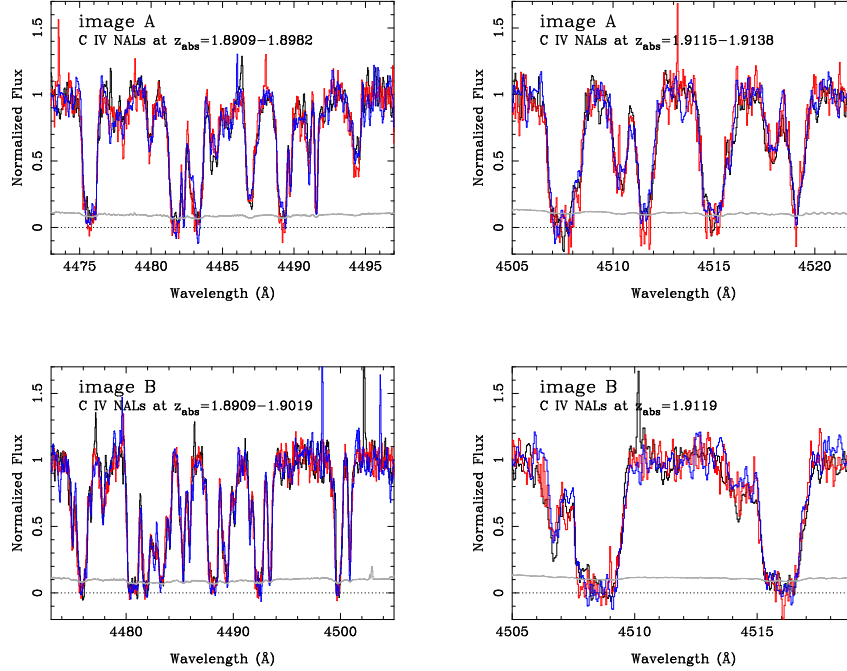 image A
C IV NALs at z_abs=1.8909−1.8982
Normalized Flux
1.5
1
0.5
0
4475 4480 4485 4490 4495
Wavelength (Å)
image A
C IV NALs at z_abs=1.9115−1.9138
Normalized Flux
1.5
1
0.5
0
4505 4510 4515 4520
Wavelength (Å)
image B
C IV NALs at z_abs=1.8909−1.9019
Normalized Flux
1.5
1
0.5
0
4480 4490 4500
Wavelength (Å)
image B
C IV NALs at z_abs=1.9119
Normalized Flux
1.5
1
0.5
0
4505 4510 4515
Wavelength (Å)